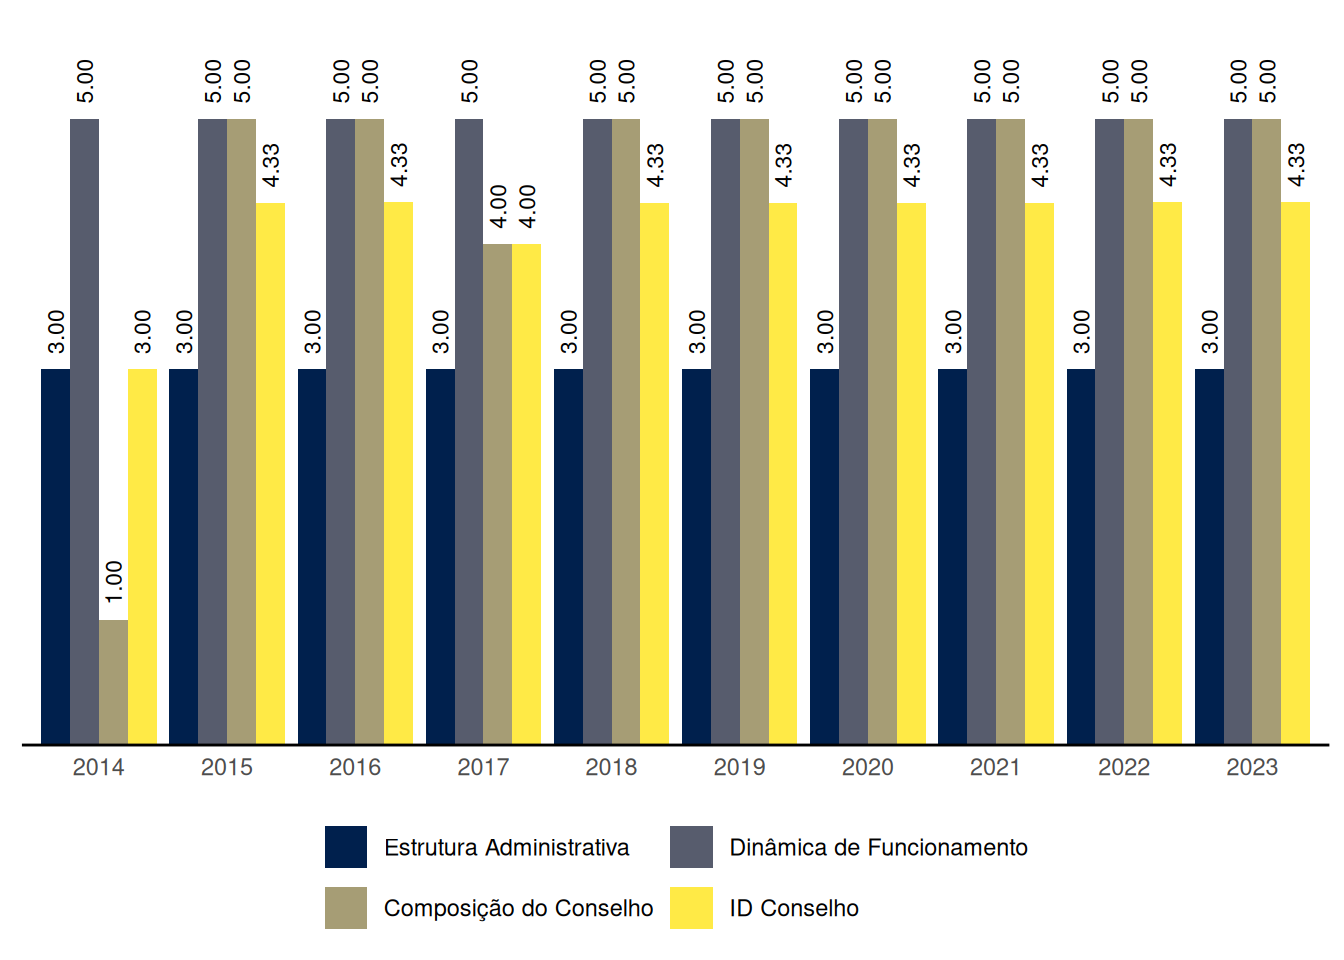 5.00 5.00 5.00 5.00 5.00 5.00 5.00 5.00 5.00 5.00 5.00 5.00 5.00 5.00 5.00 5.00 5.00 5.00
4.33 4.33 4.33 4.33 4.33 4.33 4.33 4.33
4.00 4.00
3.00 3.00 3.00 3.00 3.00 3.00 3.00 3.00 3.00 3.00 3.00
1.00
2014 2015 2016 2017 2018 2019 2020 2021 2022 2023
Estrutura Administrativa Dinâmica de Funcionamento
Composição do Conselho ID Conselho